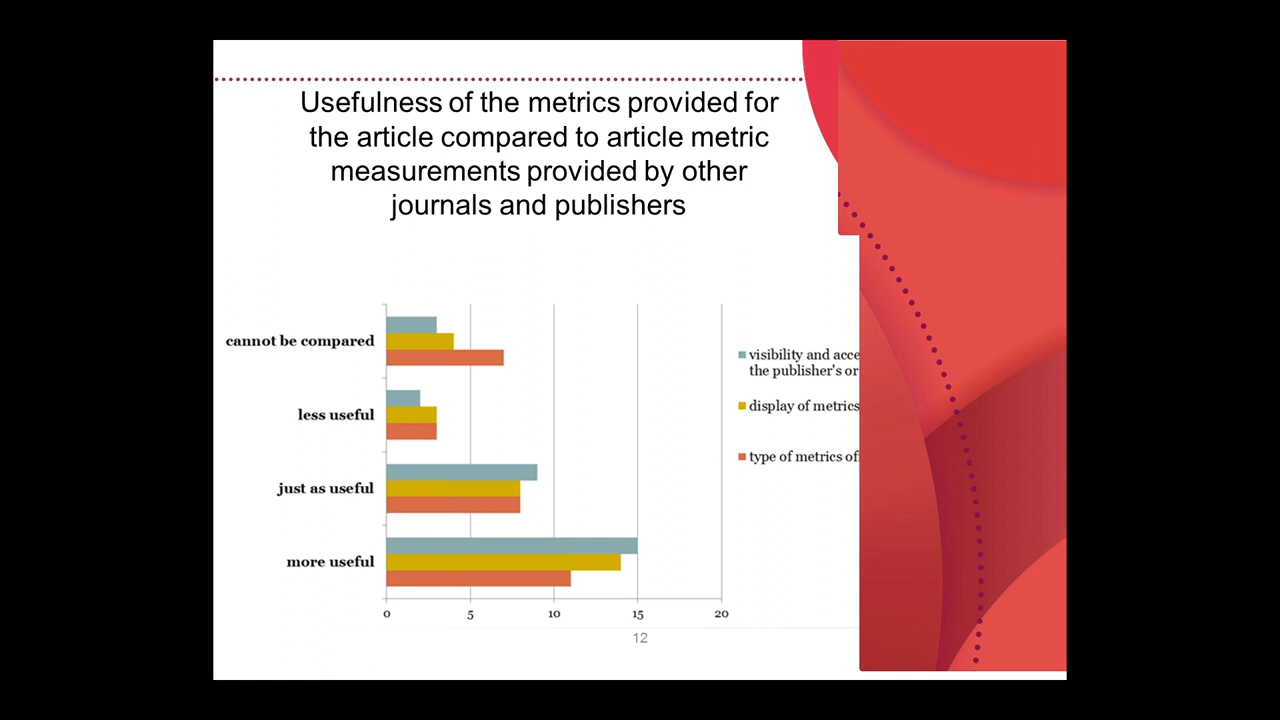 Usefulness of the metrics provided for
the article compared to article metric
measurements provided by other
journals and publishers
cannot be compared
less useful
just as useful
more useful
0 5 10 15 20
visibility and
the publisher's or
display of metrics
type of metrics
12